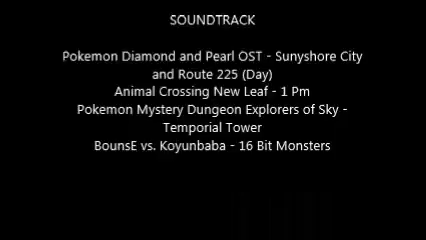 SOUNDTRACK
Pokemon Diamond and Pearl OST - Sunyshore City
and Route 225 (Day)
Animal Crossing New Leaf - 1 Pm
Pokemon Mystery Dungeon Explorers of Sky -
Temporial Tower
BounsE vs. Koyunbaba - 16 Bit Monsters